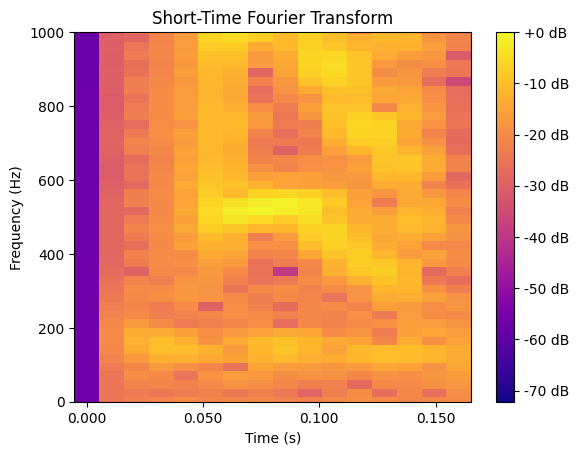 Short-Time Fourier Transform
1000
800
600
400
200
0
Frequency (Hz)
0.000
0.050
0.100
0.150
Time (s)
+0 dB
-10 dB
-20 dB
-30 dB
-40 dB
-50 dB
-60 dB
-70 dB